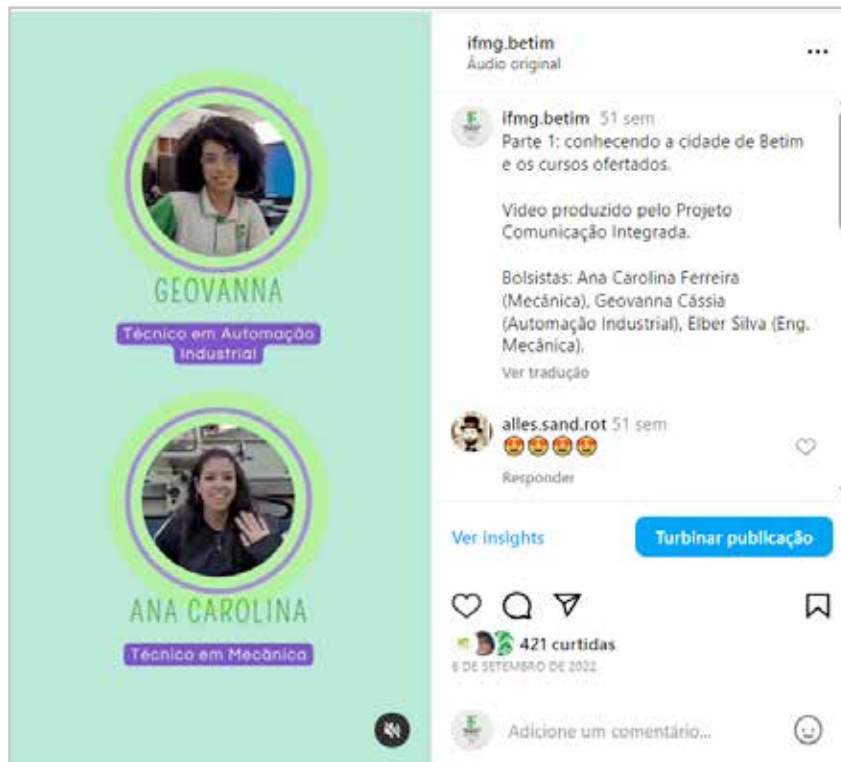 GEOVANNA
Técnico em Automação
Industrial
ANA CAROLINA
Técnico em Mecânica
ifmg.betim
Áudio original
ifmg.betim 51 sem
Parte 1: conhecendo a cidade de Betim
e os cursos ofertados.
Vídeo produzido pelo Projeto
Comunicação Integrada.
Bolsistas: Ana Carolina Ferreira
(Mecânica), Geovanna Cássia
(Automação Industrial), Elber Silva (Eng.
Mecânica).
Ver tradução
alles.sand.rot 51 sem
Responder
Ver insights
Turbinar publicação
421 curtidas
6 DE SETEMBRO DE 2022
Adicione um comentário...